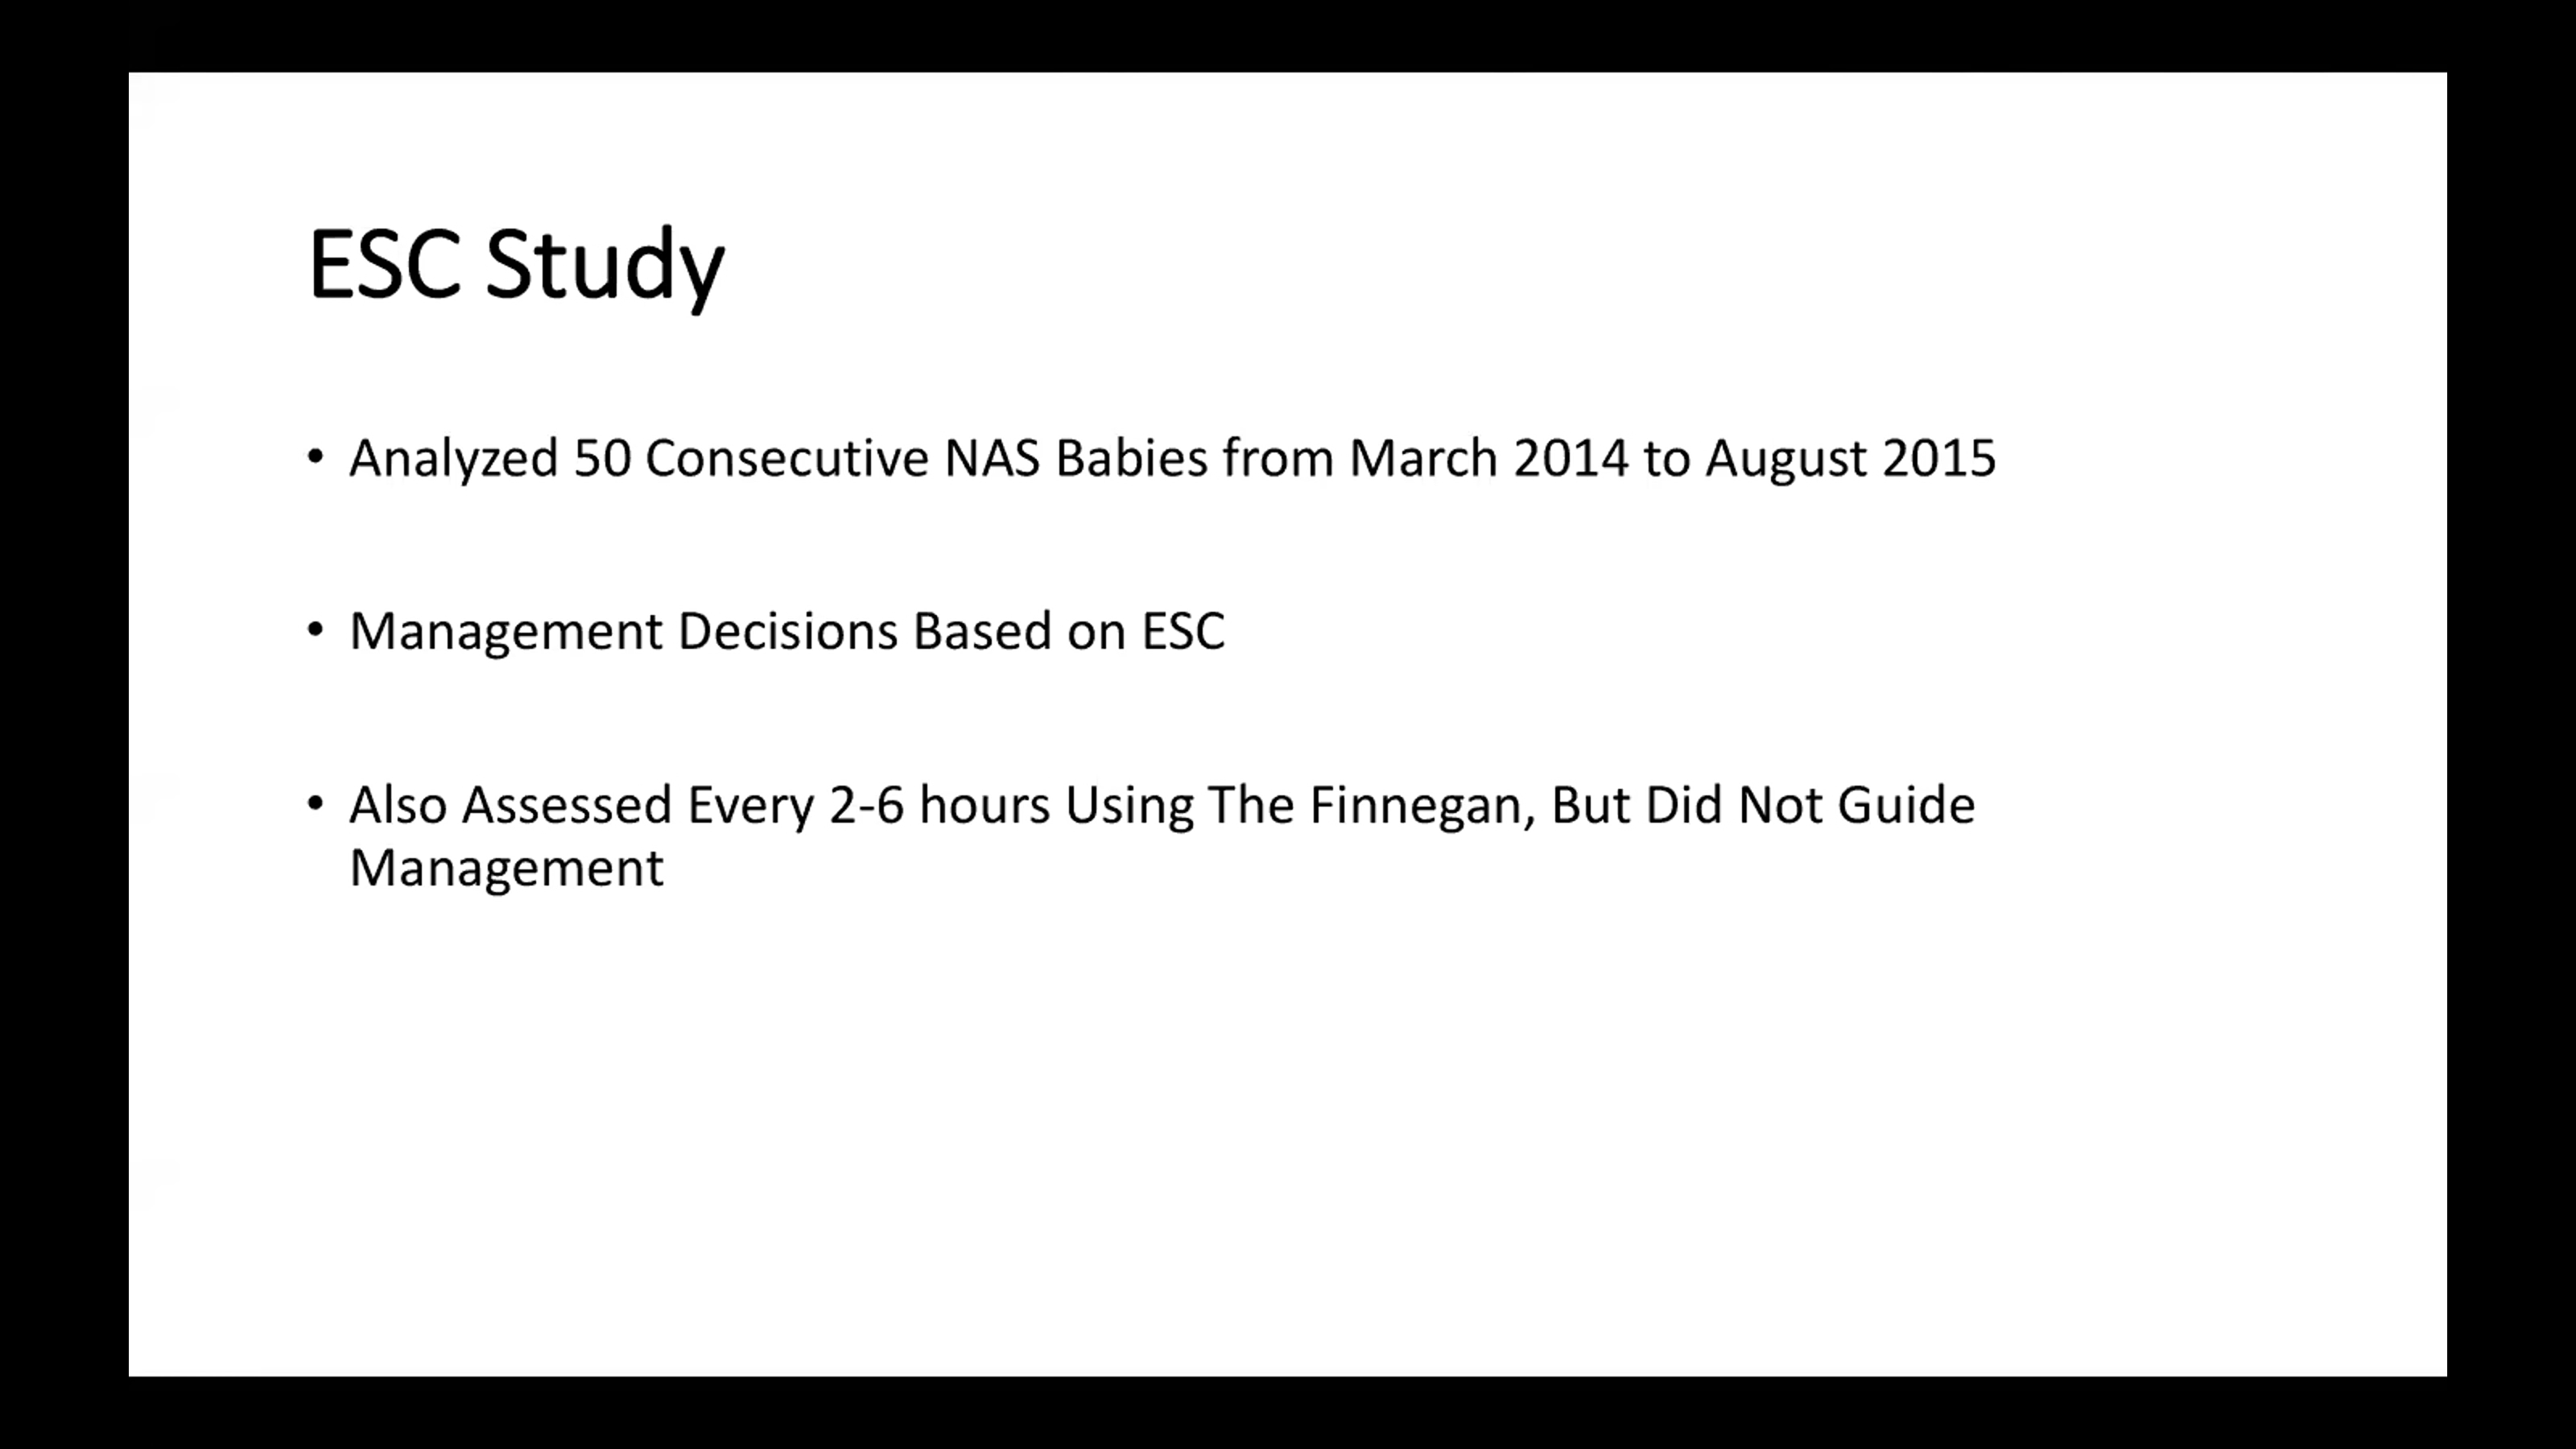 ESC Study
• Analyzed 50 Consecutive NAS Babies from March 2014 to August 2015
• Management Decisions Based on ESC
• Also Assessed Every 2-6 hours Using The Finnegan, But Did Not Guide
Management